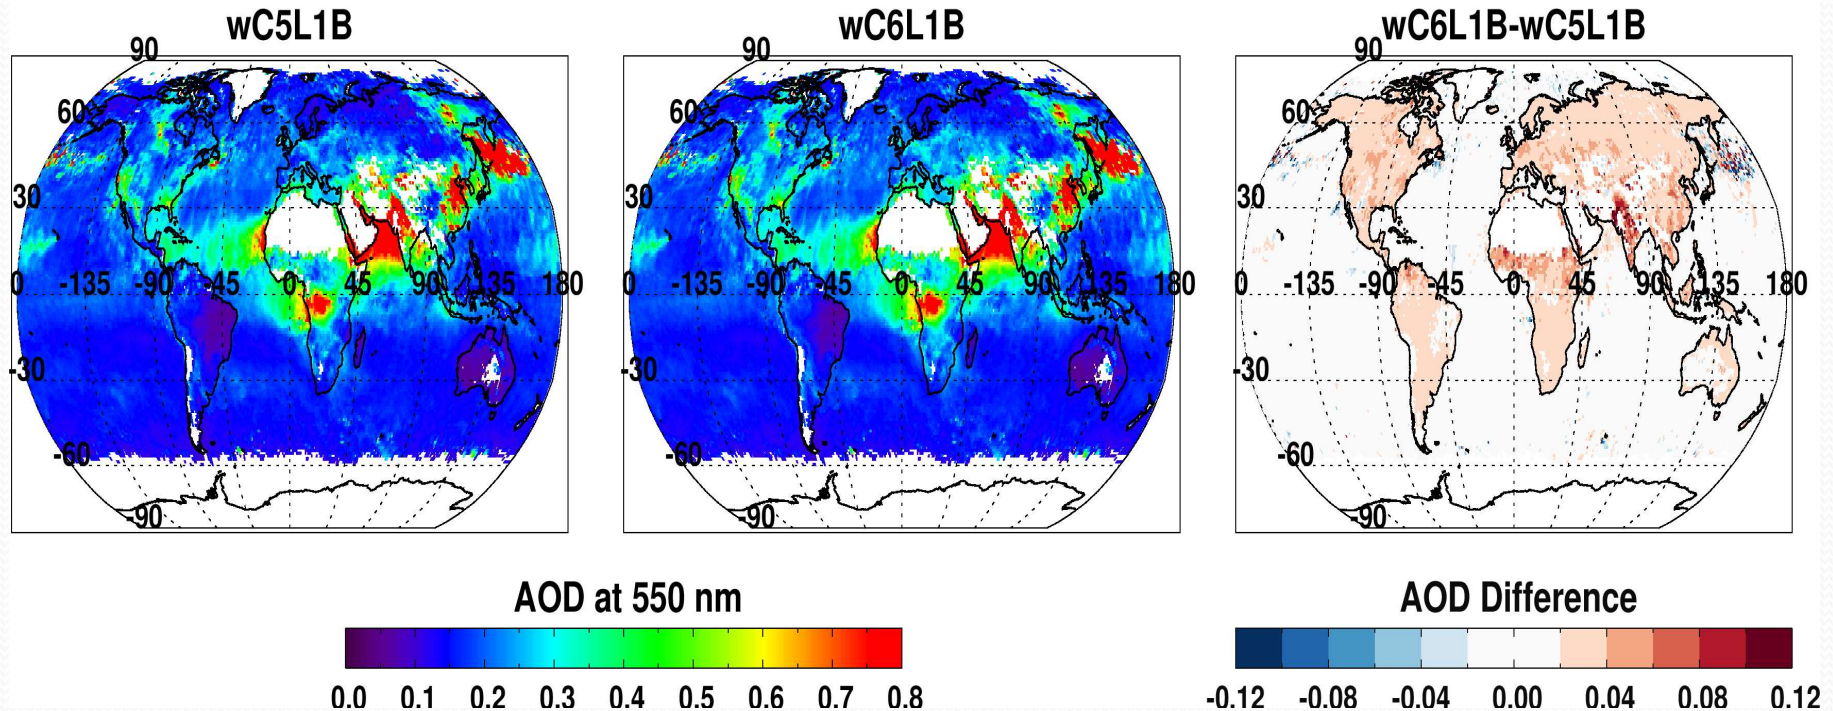 wC5L1B wC6L1B wC6L1B-wC5L1B
90 90 90
60 60 60
30 30 30
0 -135 -90 -45 0 45 90 135 180 0 -135 -90 -45 0 45 90 135 180 0 -135 -90 -45 0 45 90 135 180
-30 -30 -30
-60 -60 -60
-90 -90 -90
AOD at 550 nm AOD Difference
0.0 0.1 0.2 0.3 0.4 0.5 0.6 0.7 0.8 -0.12 -0.08 -0.04 0.00 0.04 0.08 0.12